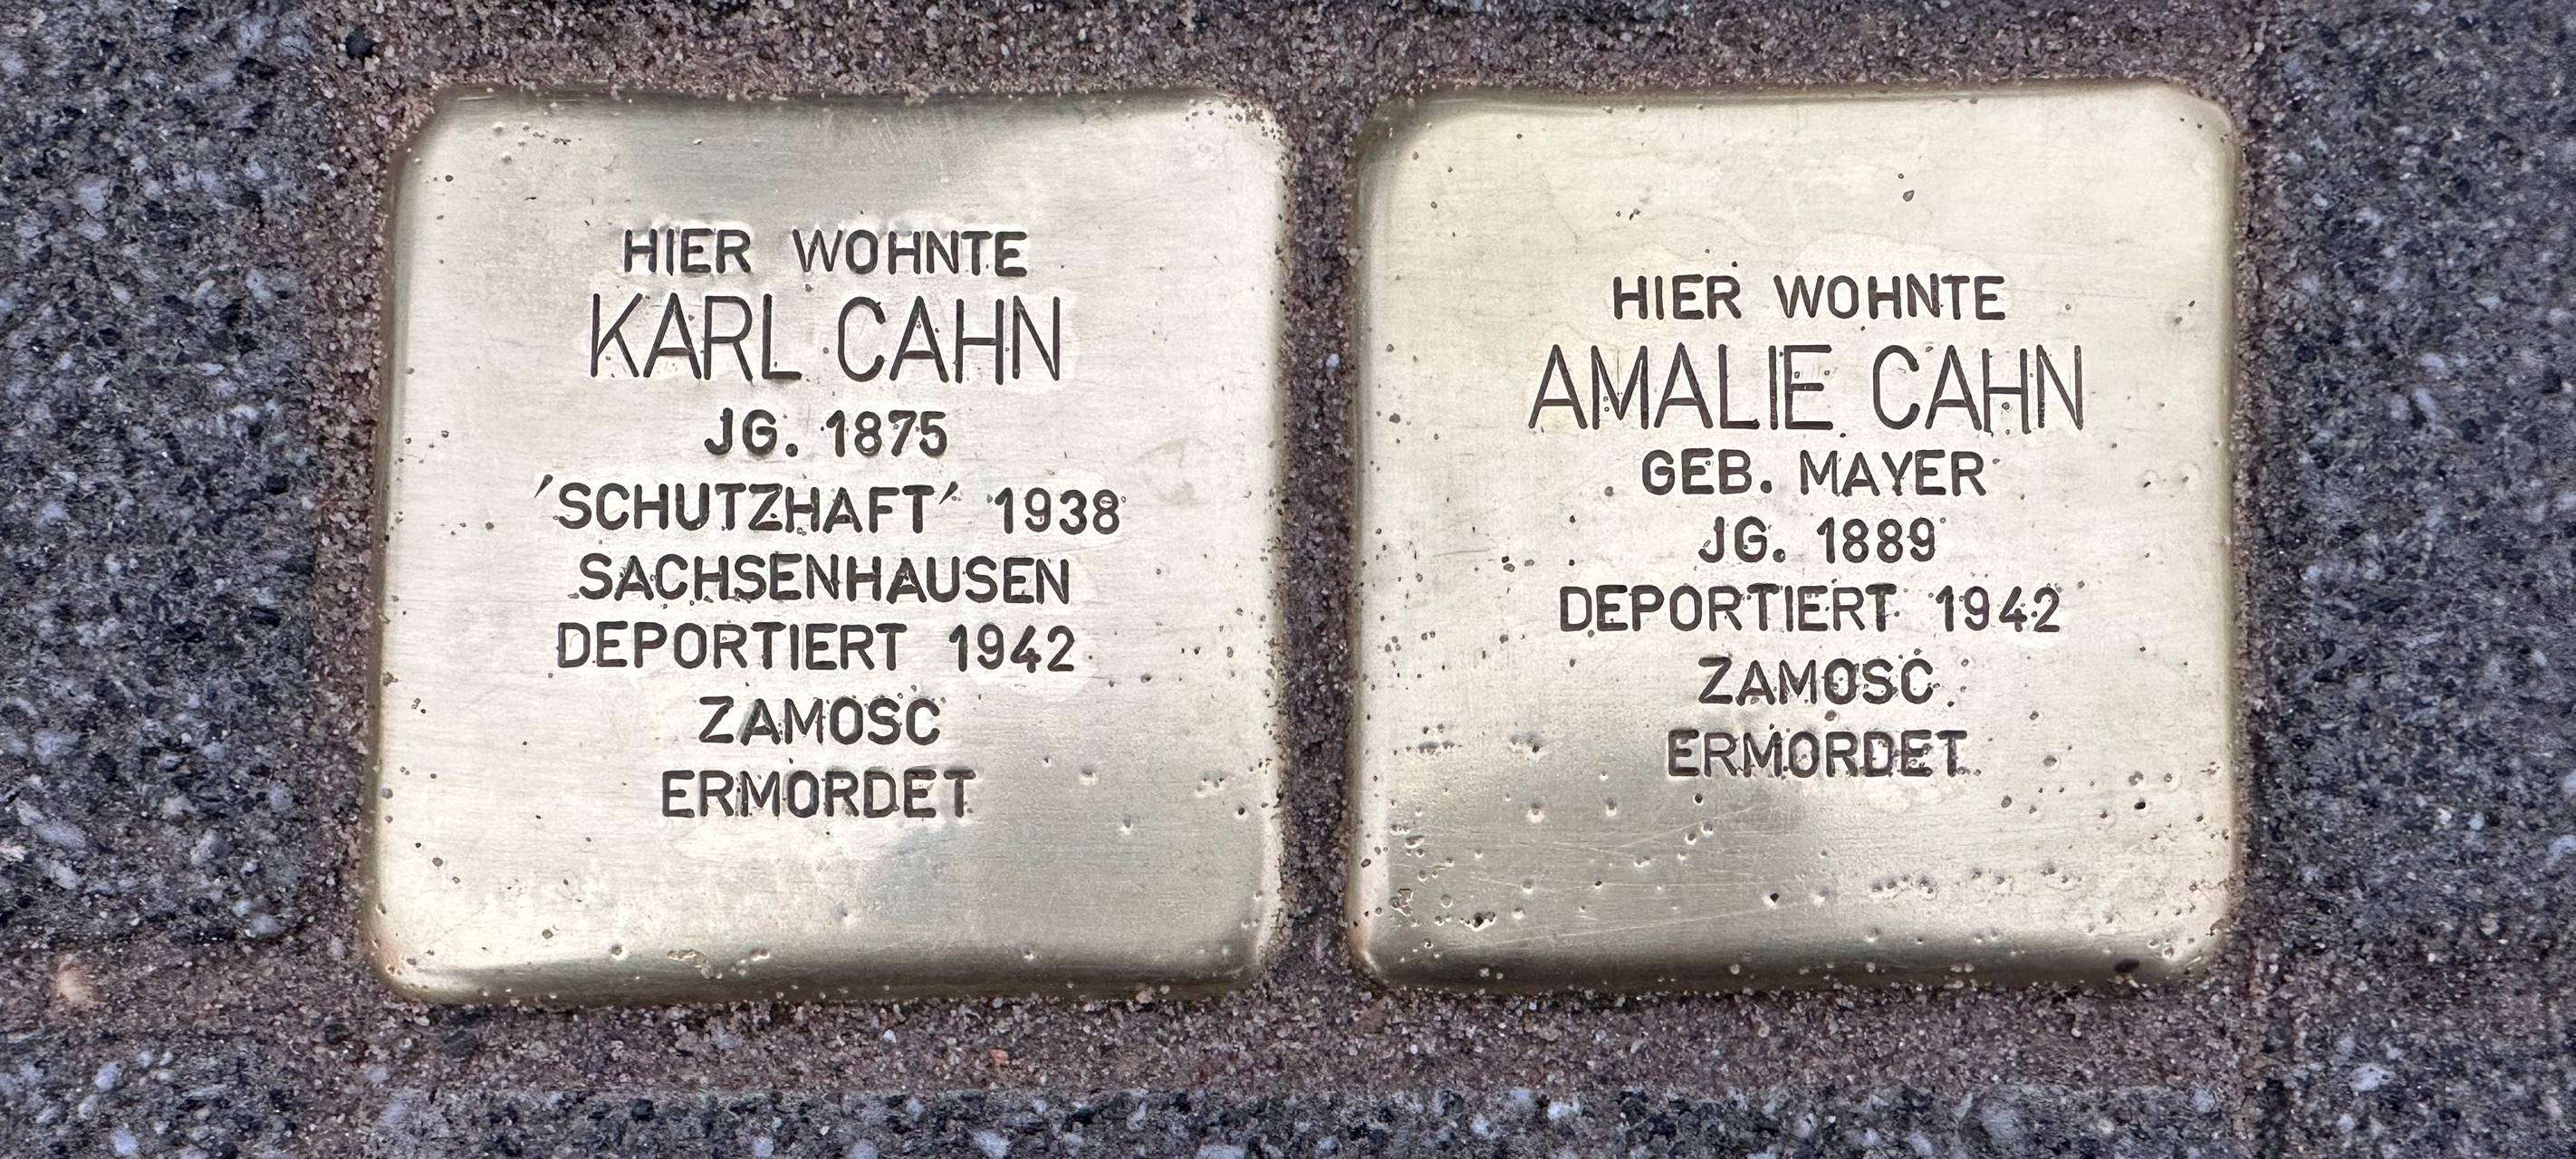 HIER WOHNTE
KARL CAHN
JG. 1875
'SCHUTZHAFT' 1938
SACHSENHAUSEN
DEPORTIERT 1942
ZAMOSC
ERMORDET
HIER WOHNTE
AMALIE CAHN
GEB. MAYER
JG. 1889
DEPORTIERT 1942
ZAMOSC
ERMORDET